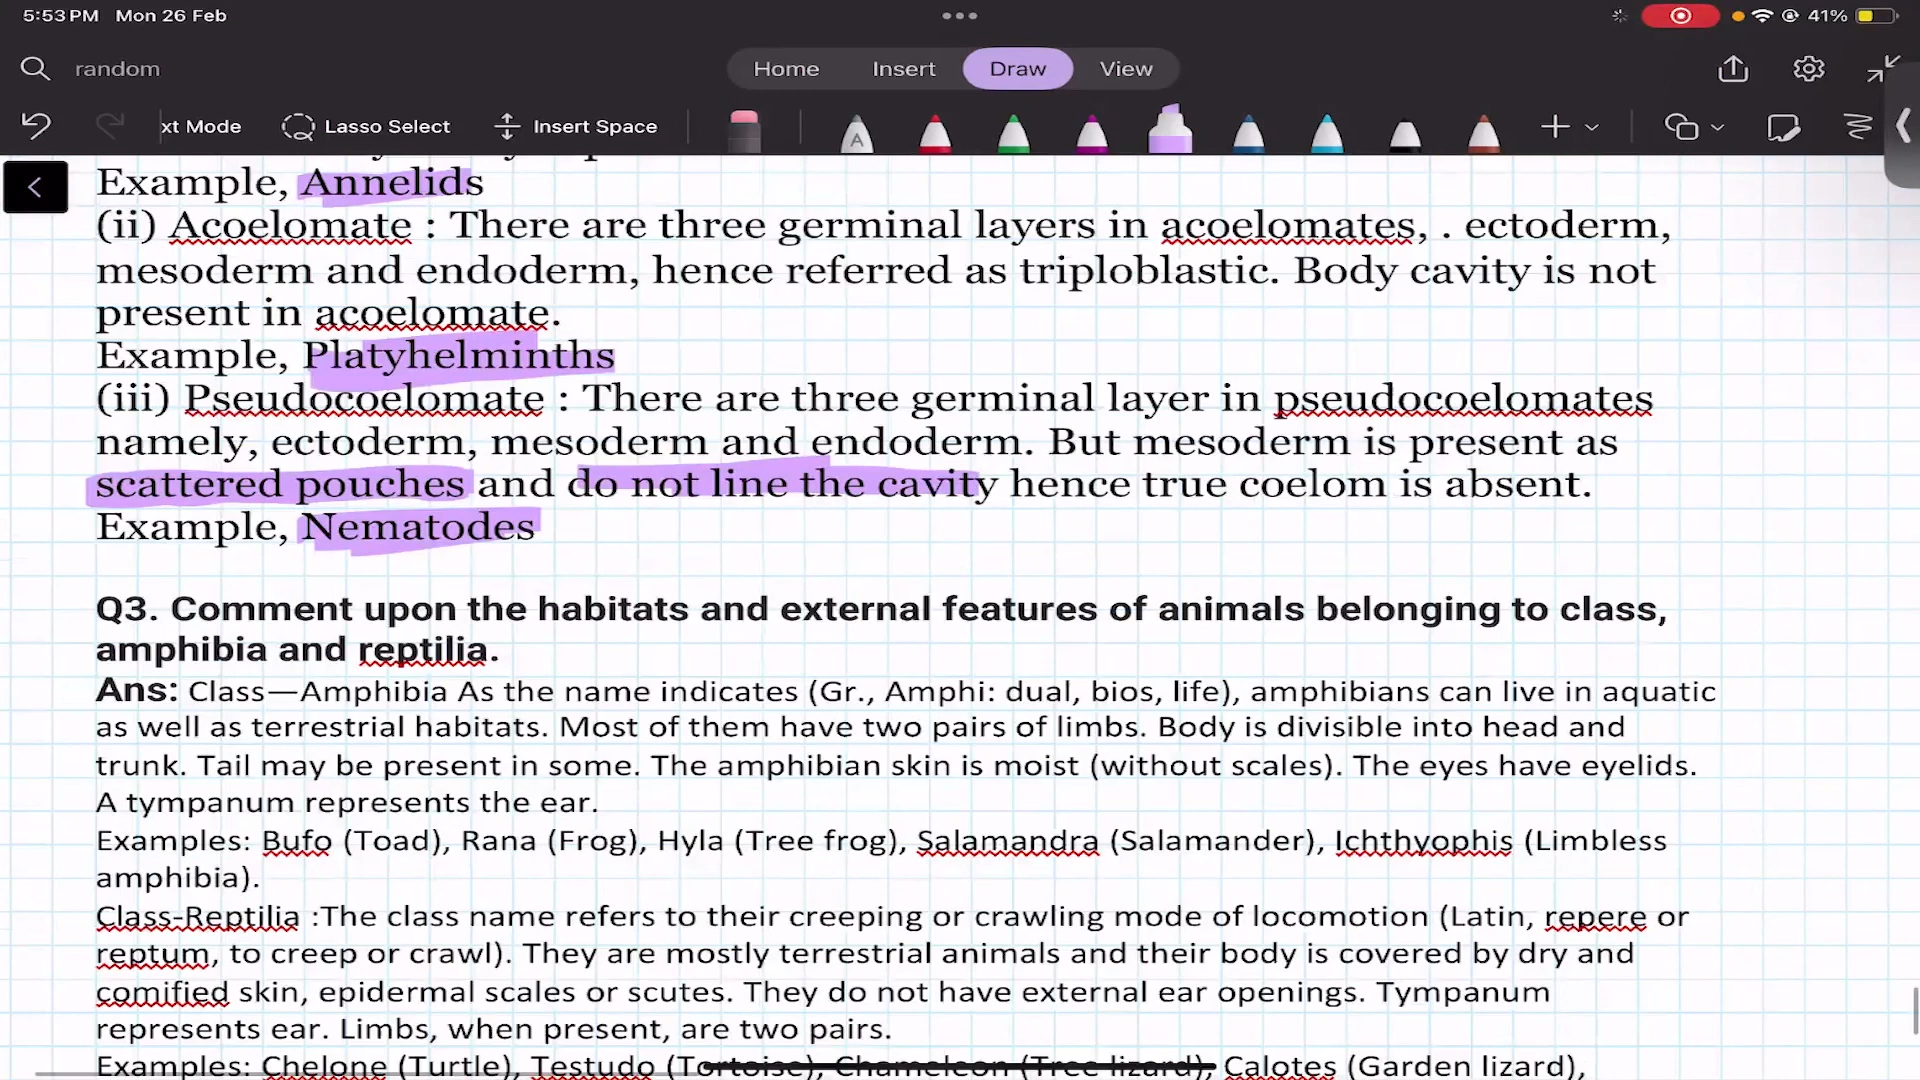 5:53 PM Mon 26 Feb
41%
random
Home Insert Draw View
xt Mode Lasso Select Insert Space
A
Example, Annelids
(ii) Acoelomate : There are three germinal layers in acoelomates, . ectoderm,
mesoderm and endoderm, hence referred as triploblastic. Body cavity is not
present in acoelomate.
Example, Platyhelminths
(iii) Pseudocoelomate : There are three germinal layer in pseudocoelomates
namely, ectoderm, mesoderm and endoderm. But mesoderm is present as
scattered pouches and do not line the cavity hence true coelom is absent.
Example, Nematodes
Q3. Comment upon the habitats and external features of animals belonging to class,
amphibia and reptilia.
Ans: Class—Amphibia As the name indicates (Gr., Amphi: dual, bios, life), amphibians can live in aquatic
as well as terrestrial habitats. Most of them have two pairs of limbs. Body is divisible into head and
trunk. Tail may be present in some. The amphibian skin is moist (without scales). The eyes have eyelids.
A tympanum represents the ear.
Examples: Bufo (Toad), Rana (Frog), Hyla (Tree frog), Salamandra (Salamander), Ichthyophis (Limbless
amphibia).
Class-Reptilia :The class name refers to their creeping or crawling mode of locomotion (Latin, repere or
reptum, to creep or crawl). They are mostly terrestrial animals and their body is covered by dry and
comified skin, epidermal scales or scutes. They do not have external ear openings. Tympanum
represents ear. Limbs, when present, are two pairs.
Examples: Chelone (Turtle), Testudo (Tortoise), Chameleon (Tree lizard), Calotes (Garden lizard),